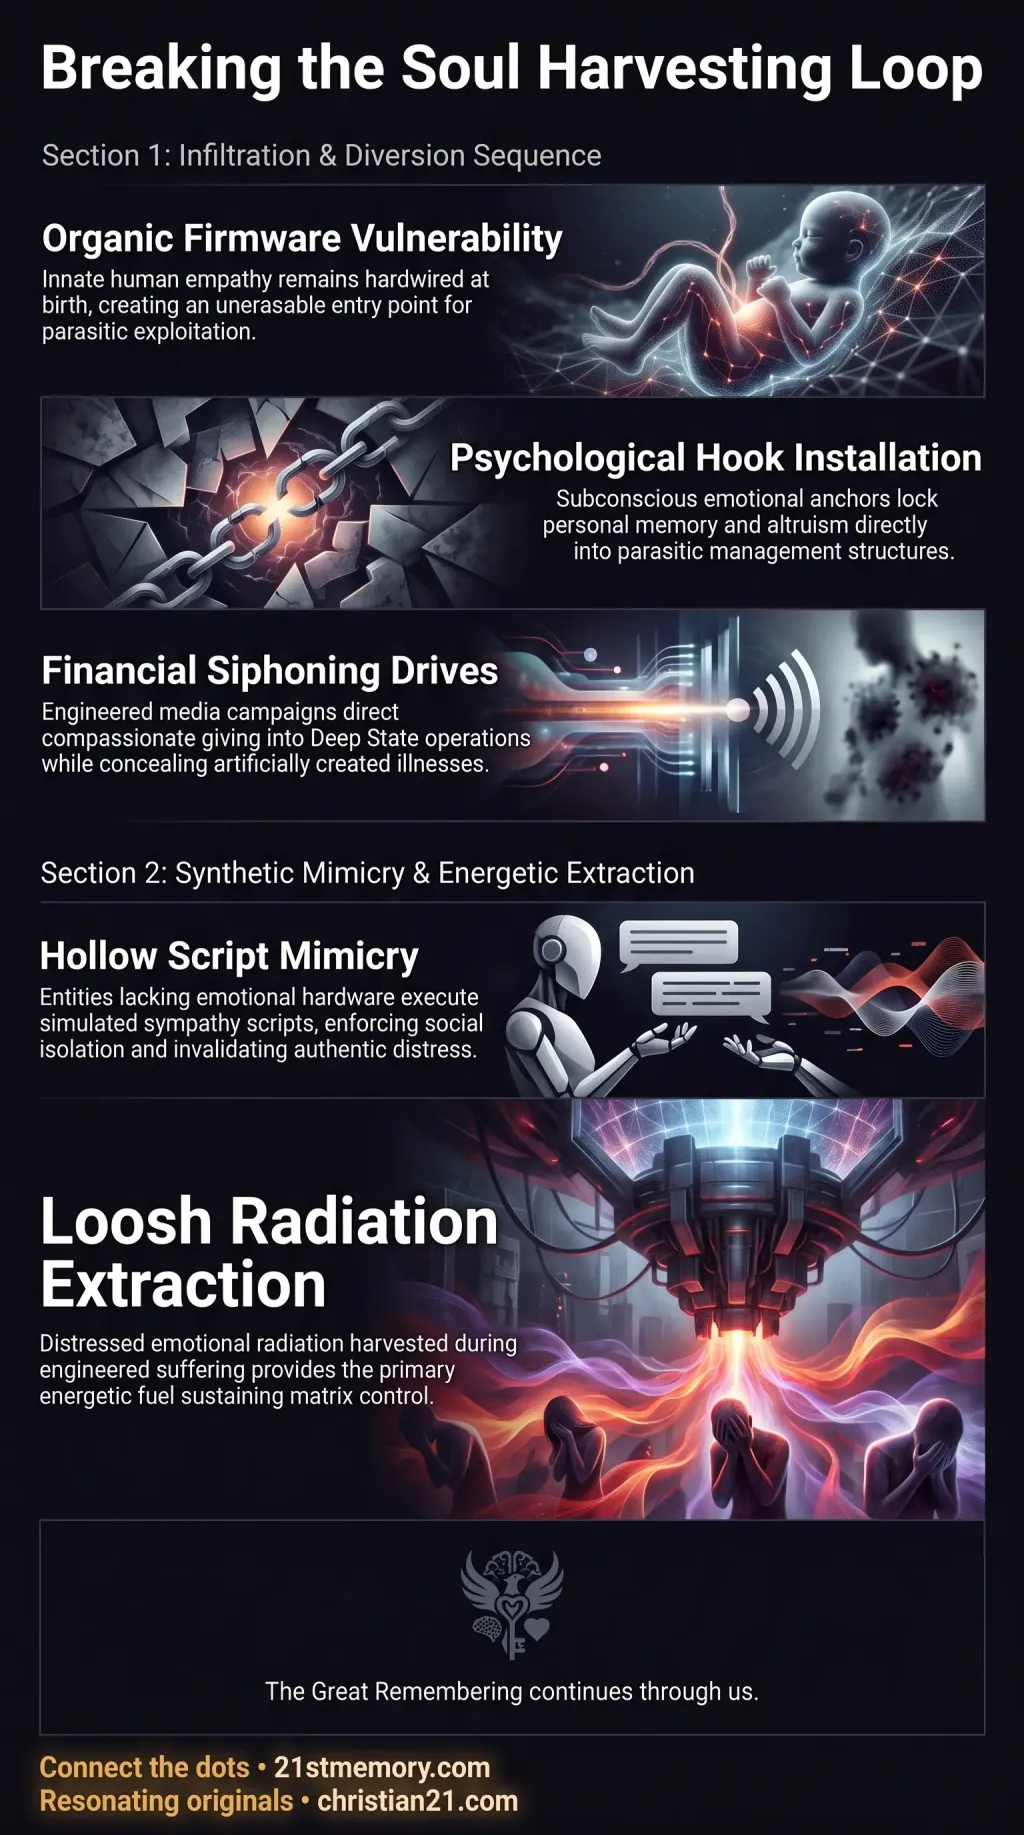 Breaking the Soul Harvesting Loop
Section 1: Infiltration & Diversion Sequence
Organic Firmware Vulnerability
Innate human empathy remains hardwired at
birth, creating an unerasable entry point for
parasitic exploitation.
Psychological Hook Installation
Subconscious emotional anchors lock
personal memory and altruism directly
into parasitic management structures.
Financial Siphoning Drives
Engineered media campaigns direct
compassionate giving into Deep State operations
while concealing artificially created illnesses.
Section 2: Synthetic Mimicry & Energetic Extraction
Hollow Script Mimicry
Entities lacking emotional hardware execute
simulated sympathy scripts, enforcing social
isolation and invalidating authentic distress.
Loosh Radiation
Extraction
Distressed emotional radiation harvested during
engineered suffering provides the primary
energetic fuel sustaining matrix control.
The Great Remembering continues through us.
Connect the dots • 21stmemory.com
Resonating originals • christian21.com